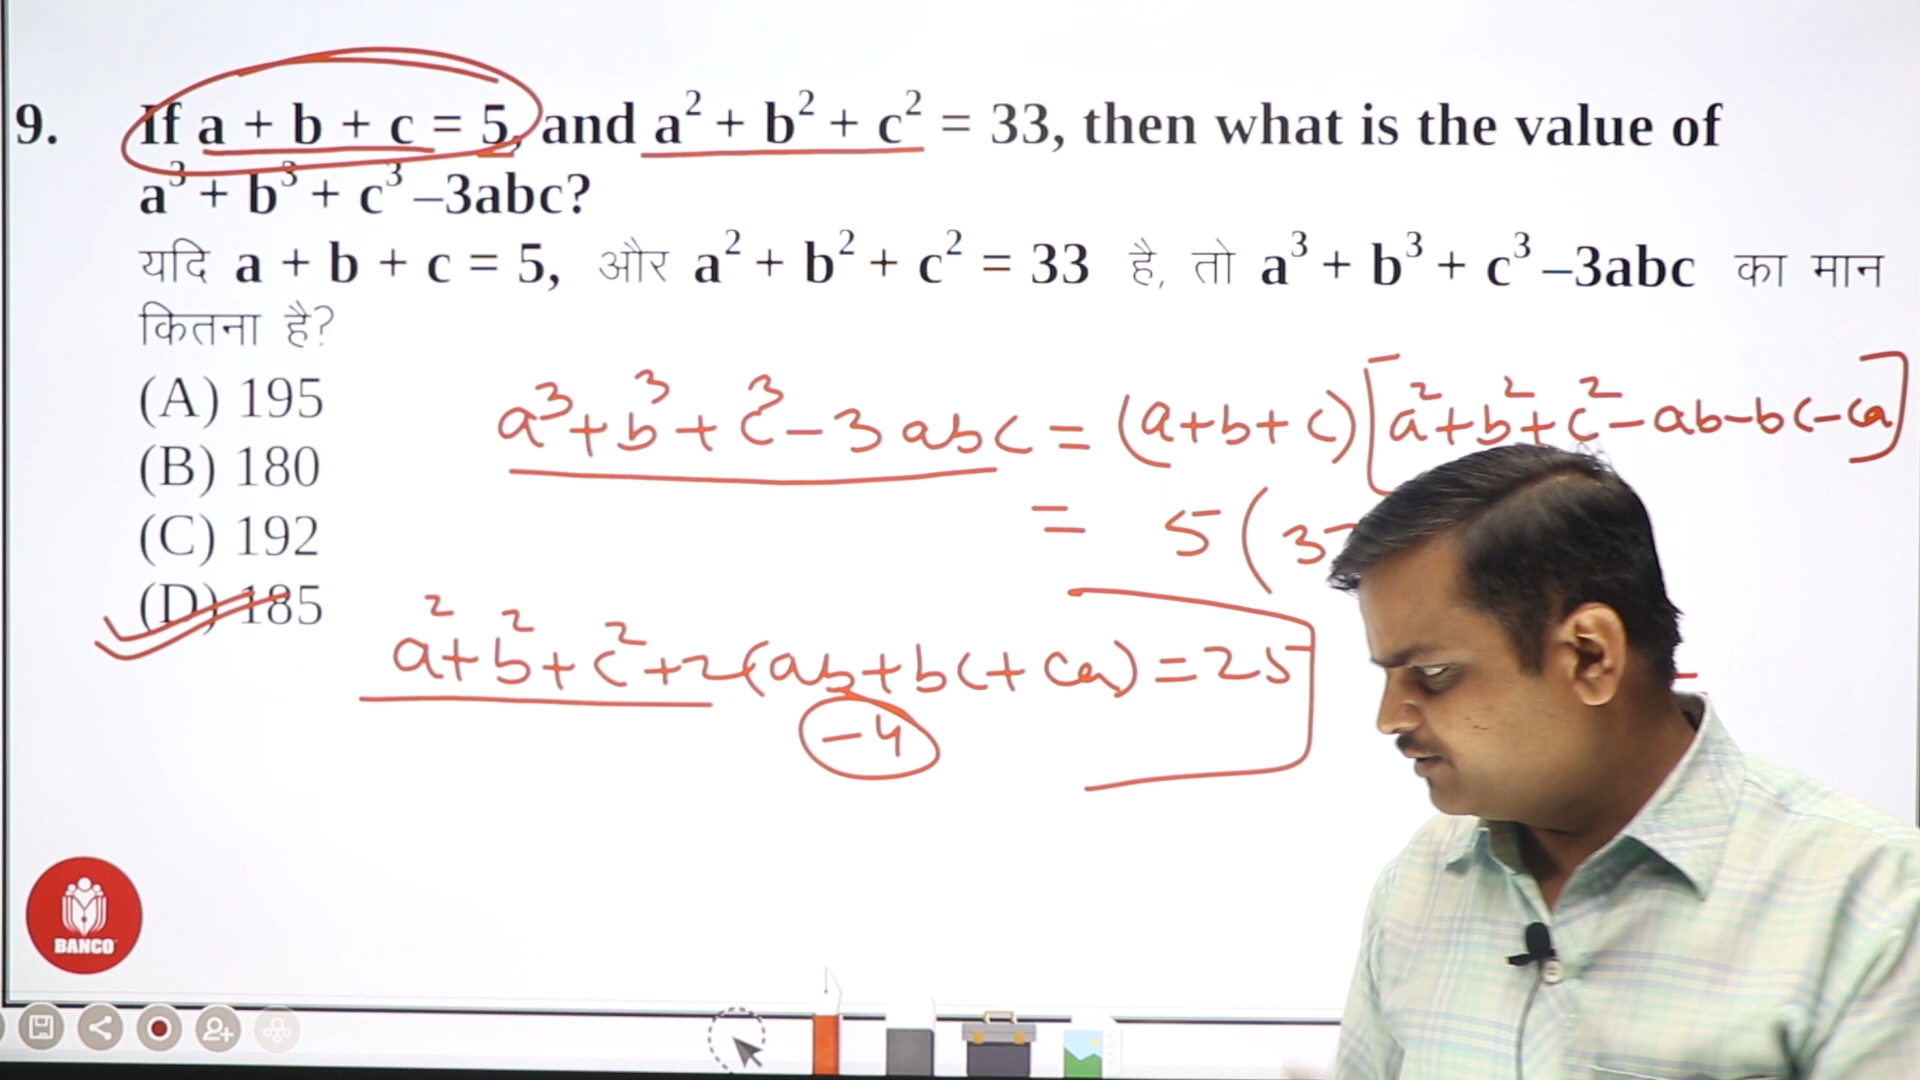 9. If a + b + c = 5, and a² + b² + c² = 33, then what is the value of
a³ + b³ + c³ –3abc?
यदि a + b + c = 5, और a² + b² + c² = 33 है, तो a³ + b³ + c³ –3abc का मान
कितना है?
(A) 195
(B) 180
(C) 192
(D) 185
a³+b³+c³-3abc = (a+b+c)[a²+b²+c²-ab-bc-ca]
= 5(3
a²+b²+c²+2(ab+bc+ca)=25
-4
BANCO